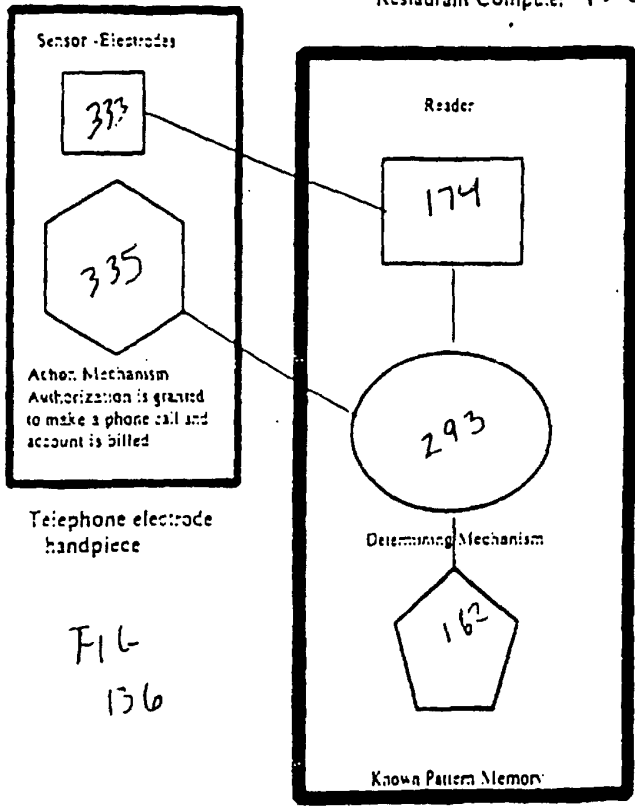 Restaurant Computer
Sensor -Electrodes
333
335
Action Mechanism
Authorization is granted
to make a phone call and
account is billed
Telephone electrode
handpiece
FIG
136
Reader
174
293
Determining Mechanism
162
Known Pattern Memory